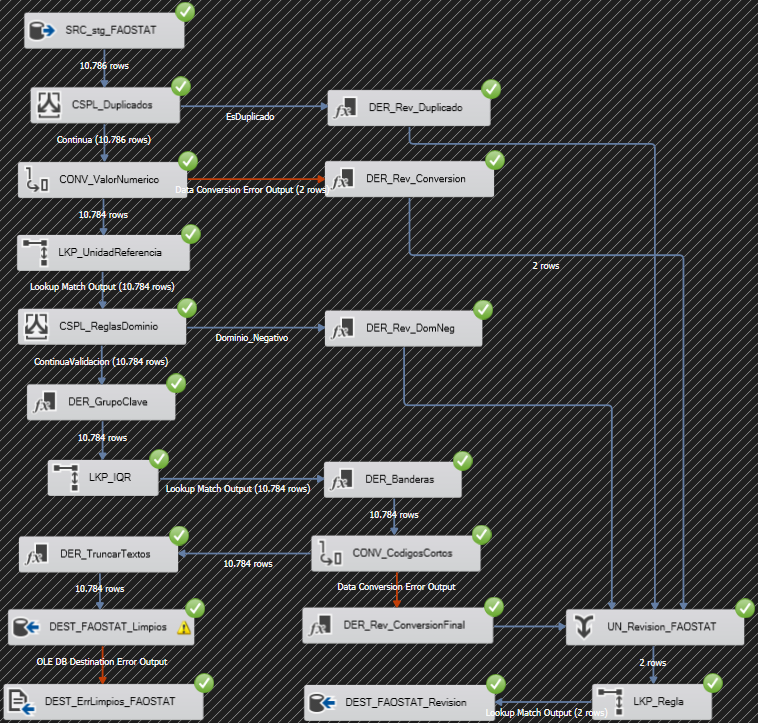 SRC_stg_FAOSTAT
10.786 rows
CSPL_Duplicados
EsDuplicado
DER_Rev_Duplicado
Continua (10.786 rows)
CONV_ValorNumerico
Data Conversion Error Output (2 rows)
DER_Rev_Conversion
10.784 rows
LKP_UnidadReferencia
2 rows
Lookup Match Output (10.784 rows)
CSPL_ReglasDominio
Dominio_Negativo
DER_Rev_DomNeg
ContinuaValidacion (10.784 rows)
DER_GrupoClave
10.784 rows
LKP_IQR
Lookup Match Output (10.784 rows)
DER_Banderas
10.784 rows
DER_TruncarTextos
10.784 rows
CONV_CodigosCortos
10.784 rows
Data Conversion Error Output
DEST_FAOSTAT_Limpios
DER_Rev_ConversionFinal
UN_Revision_FAOSTAT
OLE DB Destination Error Output
2 rows
DEST_ErrLimpios_FAOSTAT
DEST_FAOSTAT_Revision
Lookup Match Output (2 rows)
LKP_Regla